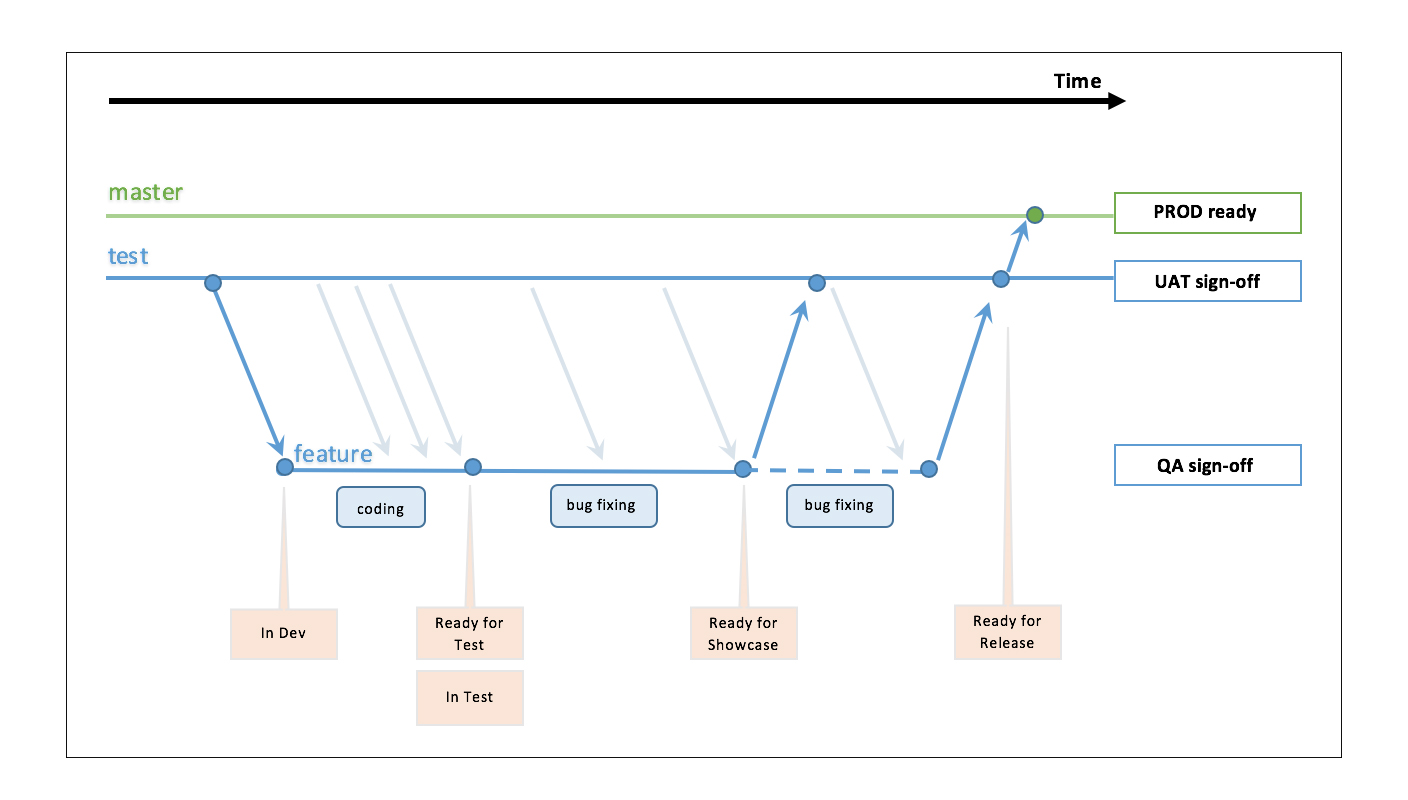 Time
master
PROD ready
test
UAT sign-off
feature
QA sign-off
coding
bug fixing
bug fixing
In Dev
Ready for
Test
Ready for
Showcase
Ready for
Release
In Test